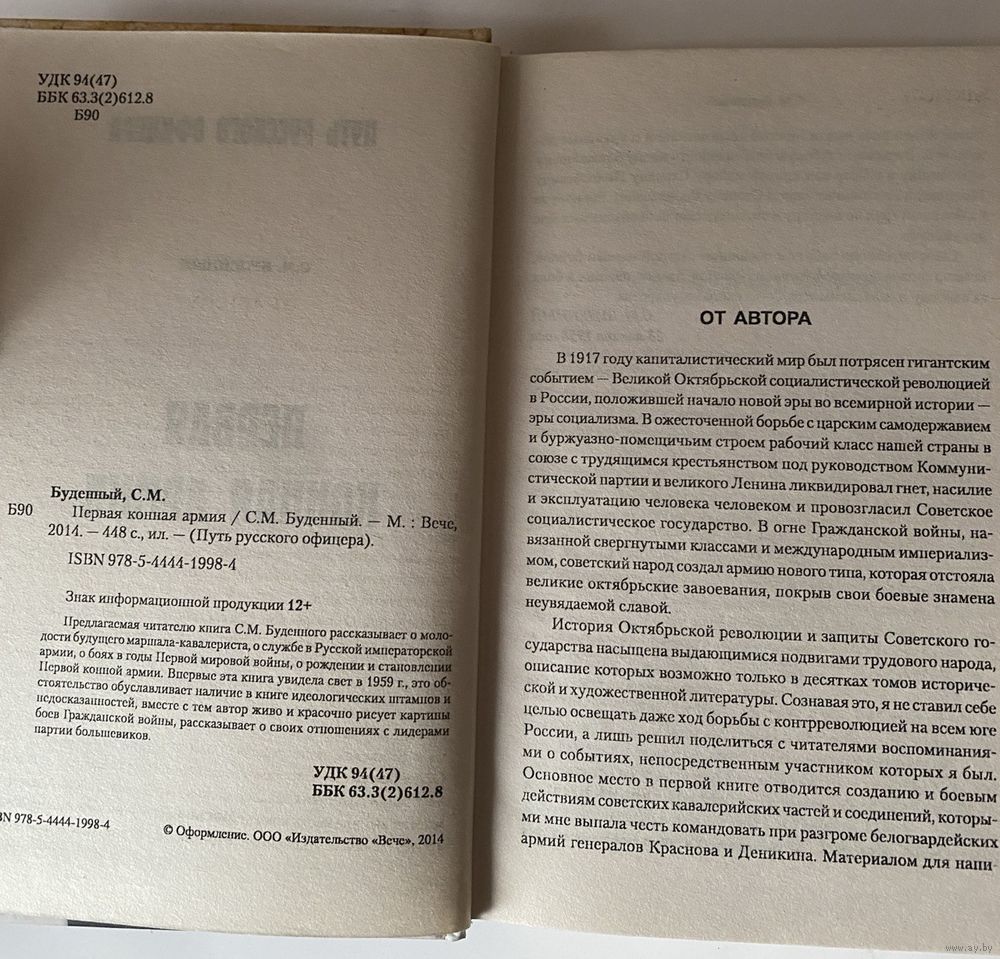 УДК 94(47)
ББК 63.3(2)612.8
Б90
Буденный, С.М.
Б90
Первая конная армия / С.М. Буденный. — М. : Вече,
2014. — 448 с., ил. — (Путь русского офицера).
ISBN 978-5-4444-1998-4
Знак информационной продукции 12+
Предлагаемая читателю книга С.М. Буденного рассказывает о моло-
дости будущего маршала-кавалериста, о службе в Русской императорской
армии, о боях в годы Первой мировой войны, о рождении и становлении
Первой конной армии. Впервые эта книга увидела свет в 1959 г., это об-
стоятельство обуславливает наличие в книге идеологических штампов и
недосказанностей, вместе с тем автор живо и красочно рисует картины
боев Гражданской войны, рассказывает о своих отношениях с лидерами
партии большевиков.
УДК 94(47)
ББК 63.3(2)612.8
BN 978-5-4444-1998-4
© Оформление. ООО «Издательство «Вече», 2014
ОТ АВТОРА
В 1917 году капиталистический мир был потрясен гигантским
событием — Великой Октябрьской социалистической революцией
в России, положившей начало новой эры во всемирной истории —
эры социализма. В ожесточенной борьбе с царским самодержавием
и буржуазно-помещичьим строем рабочий класс нашей страны в
союзе с трудящимся крестьянством под руководством Коммуни-
стической партии и великого Ленина ликвидировал гнет, насилие
и эксплуатацию человека человеком и провозгласил Советское
социалистическое государство. В огне Гражданской войны, на-
вязанной свергнутыми классами и международным империализ-
мом, советский народ создал армию нового типа, которая отстояла
великие октябрьские завоевания, покрыв свои боевые знамена
неувядаемой славой.
История Октябрьской революции и защиты Советского го-
сударства насыщена выдающимися подвигами трудового народа,
описание которых возможно только в десятках томов историче-
ской и художественной литературы. Сознавая это, я не ставил себе
целью освещать даже ход борьбы с контрреволюцией на всем юге
России, а лишь решил поделиться с читателями воспоминания-
ми о событиях, непосредственным участником которых я был.
Основное место в первой книге отводится созданию и боевым
действиям советских кавалерийских частей и соединений, которы-
ми мне выпала честь командовать при разгроме белогвардейских
армий генералов Краснова и Деникина. Материалом для напи-
www.ay.by